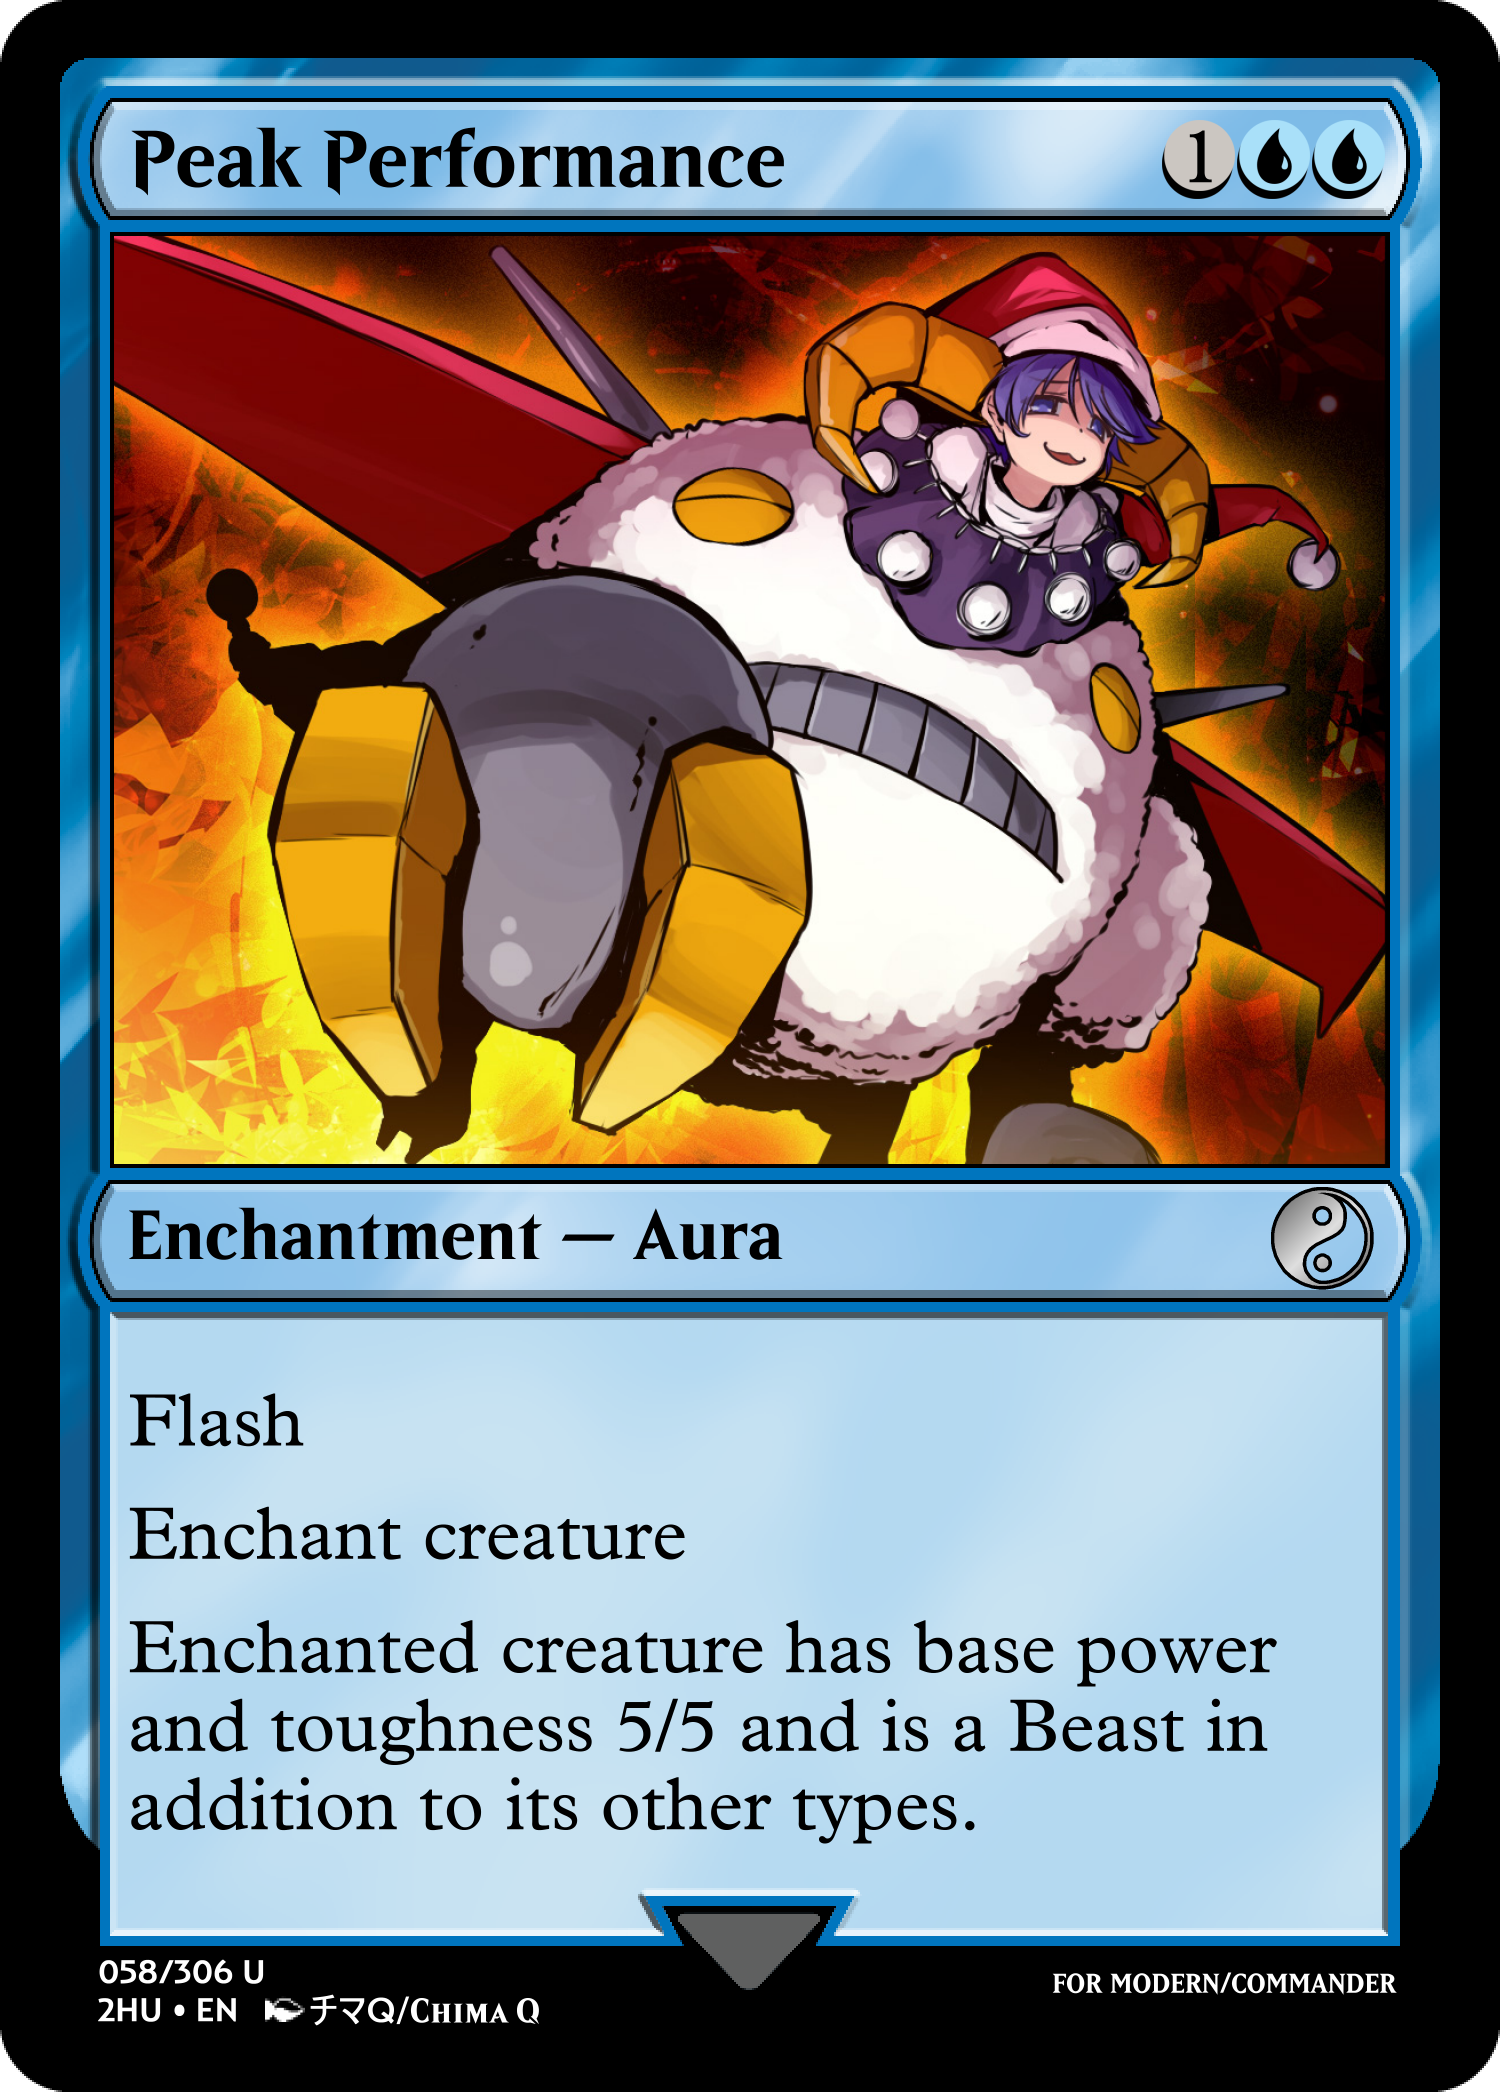 Peak Performance 1
Enchantment — Aura
Flash
Enchant creature
Enchanted creature has base power
and toughness 5/5 and is a Beast in
addition to its other types.
058/306 U
FOR MODERN/COMMANDER
2HU • EN チマQ/CHIMA Q